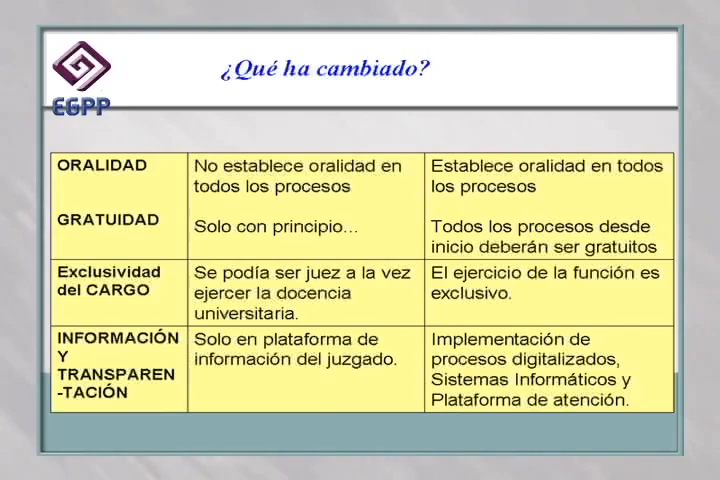 ¿Qué ha cambiado?
EGPP
ORALIDAD
No establece oralidad en
todos los procesos
Establece oralidad en todos
los procesos
GRATUIDAD
Solo con principio...
Todos los procesos desde
inicio deberán ser gratuitos
Exclusividad
del CARGO
Se podía ser juez a la vez
ejercer la docencia
universitaria.
El ejercicio de la función es
exclusivo.
INFORMACIÓN
Y
TRANSPAREN
-TACIÓN
Solo en plataforma de
información del juzgado.
Implementación de
procesos digitalizados,
Sistemas Informáticos y
Plataforma de atención.